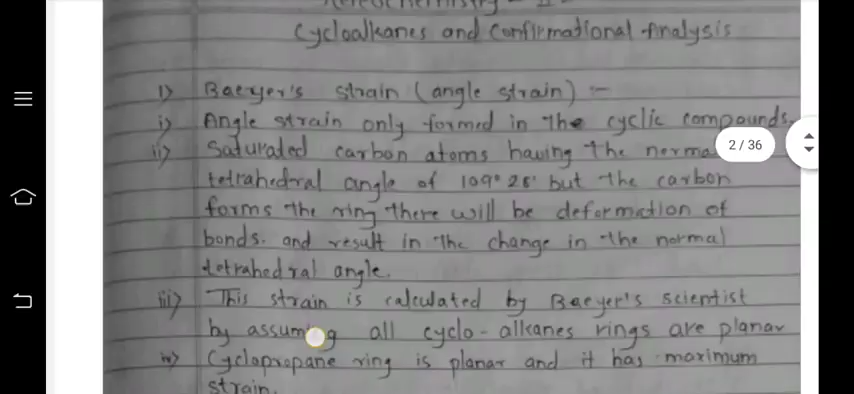 Cycloalkanes and Confirmational Analysis
1) Baeyer's strain (angle strain) :-
i) Angle strain only formed in the cyclic compounds.
ii) Saturated carbon atoms having the
2 / 36
tetrahedral angle of 109° 28' but the carbon
forms the ring there will be deformation of
bonds. and result in the change in the normal
tetrahedral angle.
iii) This strain is calculated by Baeyer's scientist
by assuming all cyclo-alkanes rings are planar
iv) Cyclopropane ring is planar and it has maximum
strain.